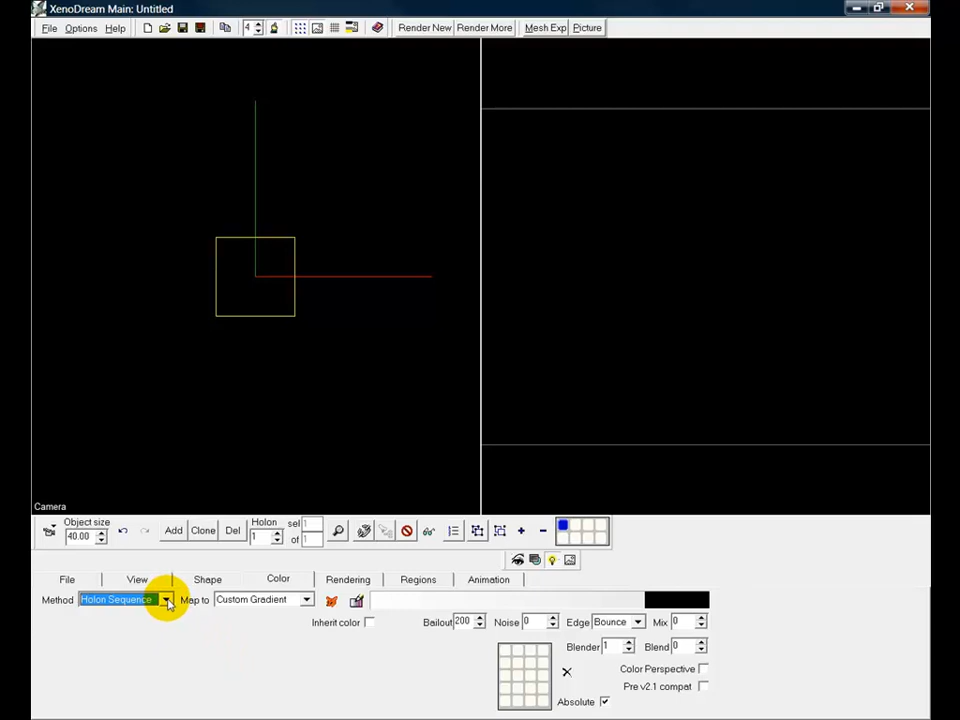 XenoDream Main: Untitled
File Options Help 4 Render New Render More Mesh Exp Picture
Camera
Object size 40.00 Add Clone Del Holon 1 sel 1 of 1
File View Shape Color Rendering Regions Animation
Method Holon Sequence Map to Custom Gradient
Inherit color Bailout 200 Noise 0 Edge Bounce Mix 0
Blender 1 Blend 0
Color Perspective
Pre v2.1 compat
Absolute